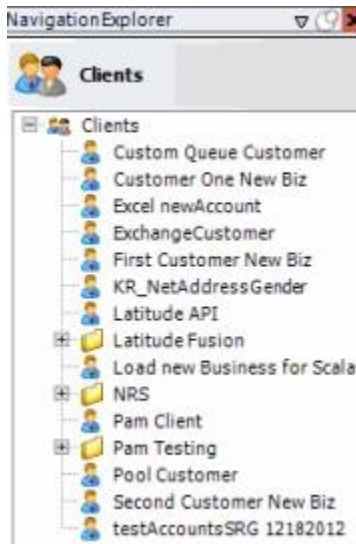 NavigationExplorer
Clients
Clients
Custom Queue Customer
Customer One New Biz
Excel newAccount
ExchangeCustomer
First Customer New Biz
KR_NetAddressGender
Latitude API
Latitude Fusion
Load new Business for Scala
NRS
Pam Client
Pam Testing
Pool Customer
Second Customer New Biz
testAccountsSRG 12182012